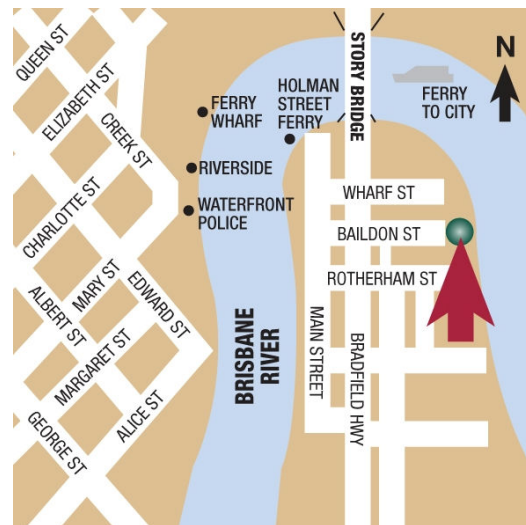 QUEEN ST
ELIZABETH ST
CREEK ST
CHARLOTTE ST
MARY ST
ALBERT ST
EDWARD ST
MARGARET ST
GEORGE ST
ALICE ST
FERRY
WHARF
RIVERSIDE
WATERFRONT
POLICE
HOLMAN
STREET
FERRY
STORY BRIDGE
FERRY
TO CITY
N
WHARF ST
BAILDON ST
ROTHERHAM ST
BRISBANE
RIVER
MAIN STREET
BRADFIELD HWY